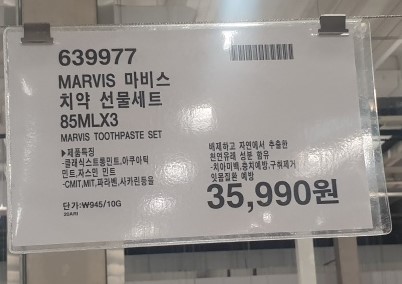 639977
MARVIS 마비스
치약 선물세트
85MLX3
MARVIS TOOTHPASTE SET
▶제품특징
-클래식스트롱민트,아쿠아틱
민트,자스민 민트
-CMIT,MIT,파라벤,사카린등을
배제하고 자연에서 추출한
천연유래 성분 함유
-치아미백,충치예방,구취제거
잇몸질환 예방
단가:₩945/10G
20ARI
35,990원